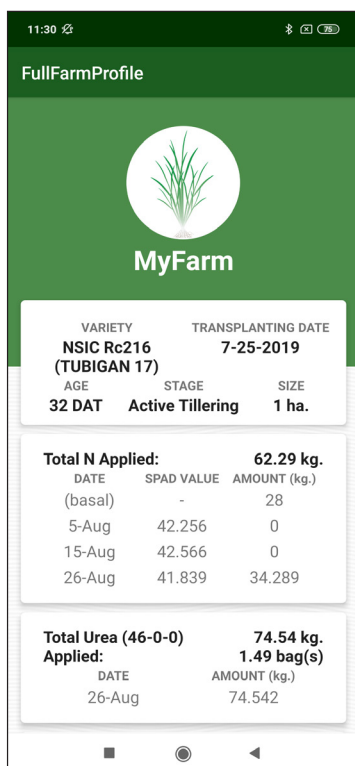 11:30
75
FullFarmProfile
MyFarm
VARIETY TRANSPLANTING DATE
NSIC Rc216 7-25-2019
(TUBIGAN 17)
AGE STAGE SIZE
32 DAT Active Tillering 1 ha.
Total N Applied: 62.29 kg.
DATE SPAD VALUE AMOUNT (kg.)
(basal) - 28
5-Aug 42.256 0
15-Aug 42.566 0
26-Aug 41.839 34.289
Total Urea (46-0-0) 74.54 kg.
Applied: 1.49 bag(s)
DATE AMOUNT (kg.)
26-Aug 74.542